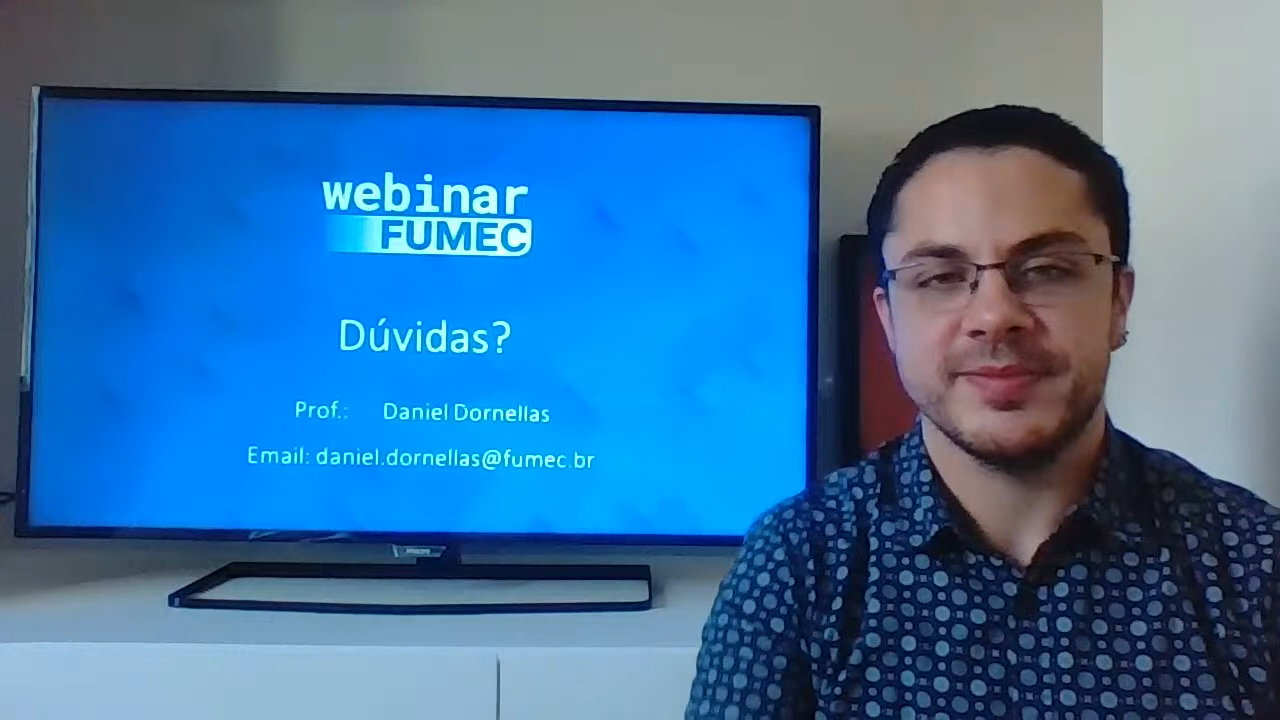 webinar
FUMEC
Dúvidas?
Prof.: Daniel Dornellas
Email: daniel.dornellas@fumec.br